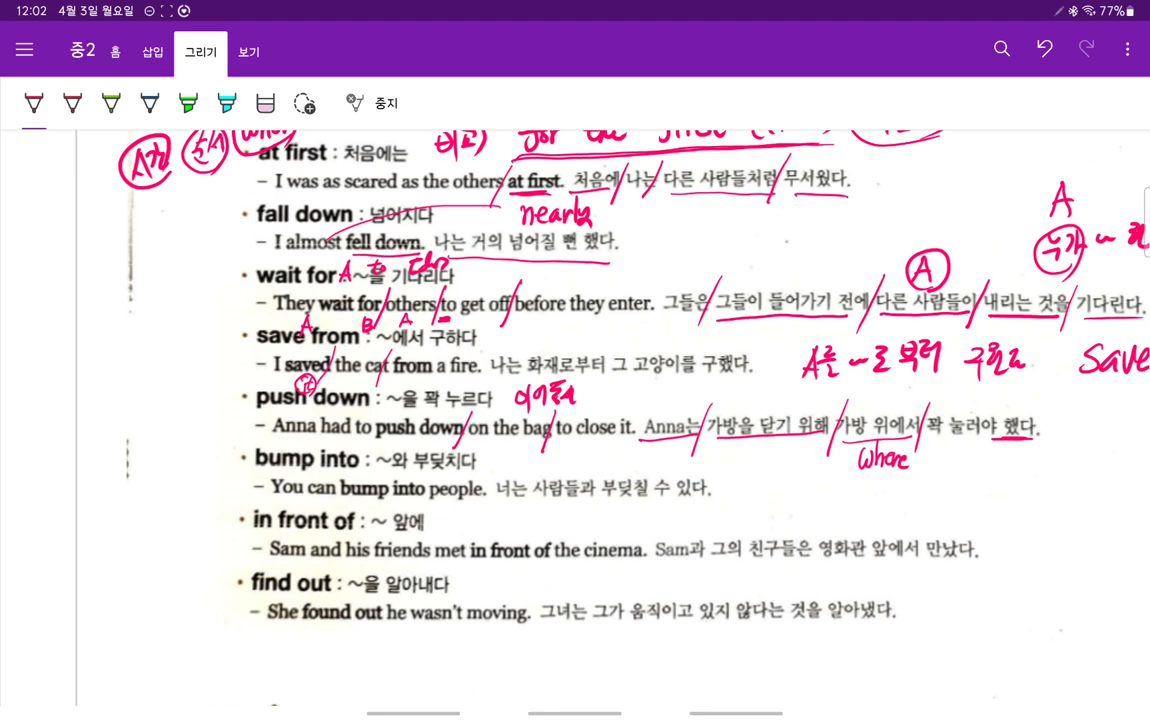 12:02 4월 3일 월요일 77%
중2 홈 삽입 그리기 보기
중지
비교) for the first
시간 순서 when
• at first : 처음에는
– I was as scared as the others at first. 처음에 나는 다른 사람들처럼 무서웠다.
• fall down : 넘어지다 nearly A
– I almost fell down. 나는 거의 넘어질 뻔 했다. 누가~
• wait for A ~을 기다리다 A
– They wait for others to get off before they enter. 그들은 그들이 들어가기 전에 다른 사람들이 내리는 것을 기다린다.
A B A
• save from : ~에서 구하다
– I saved the cat from a fire. 나는 화재로부터 그 고양이를 구했다. A를 ~로부터 Save
• push down : ~을 꽉 누르다
– Anna had to push down on the bag to close it. Anna는 가방을 닫기 위해 가방 위에서 꽉 눌러야 했다.
where
• bump into : ~와 부딪치다
– You can bump into people. 너는 사람들과 부딪칠 수 있다.
• in front of : ~ 앞에
– Sam and his friends met in front of the cinema. Sam과 그의 친구들은 영화관 앞에서 만났다.
• find out : ~을 알아내다
– She found out he wasn't moving. 그녀는 그가 움직이고 있지 않다는 것을 알아냈다.